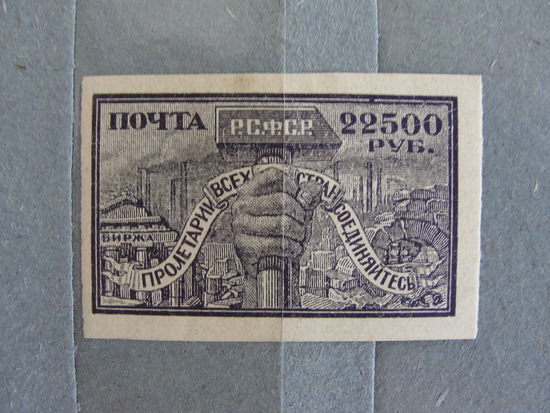 ПОЧТА
Р.С.Ф.С.Р.
22500
РУБ.
ПРОЛЕТАРИИ ВСЕХ СТРАН СОЕДИНЯЙТЕСЬ
БИРЖА